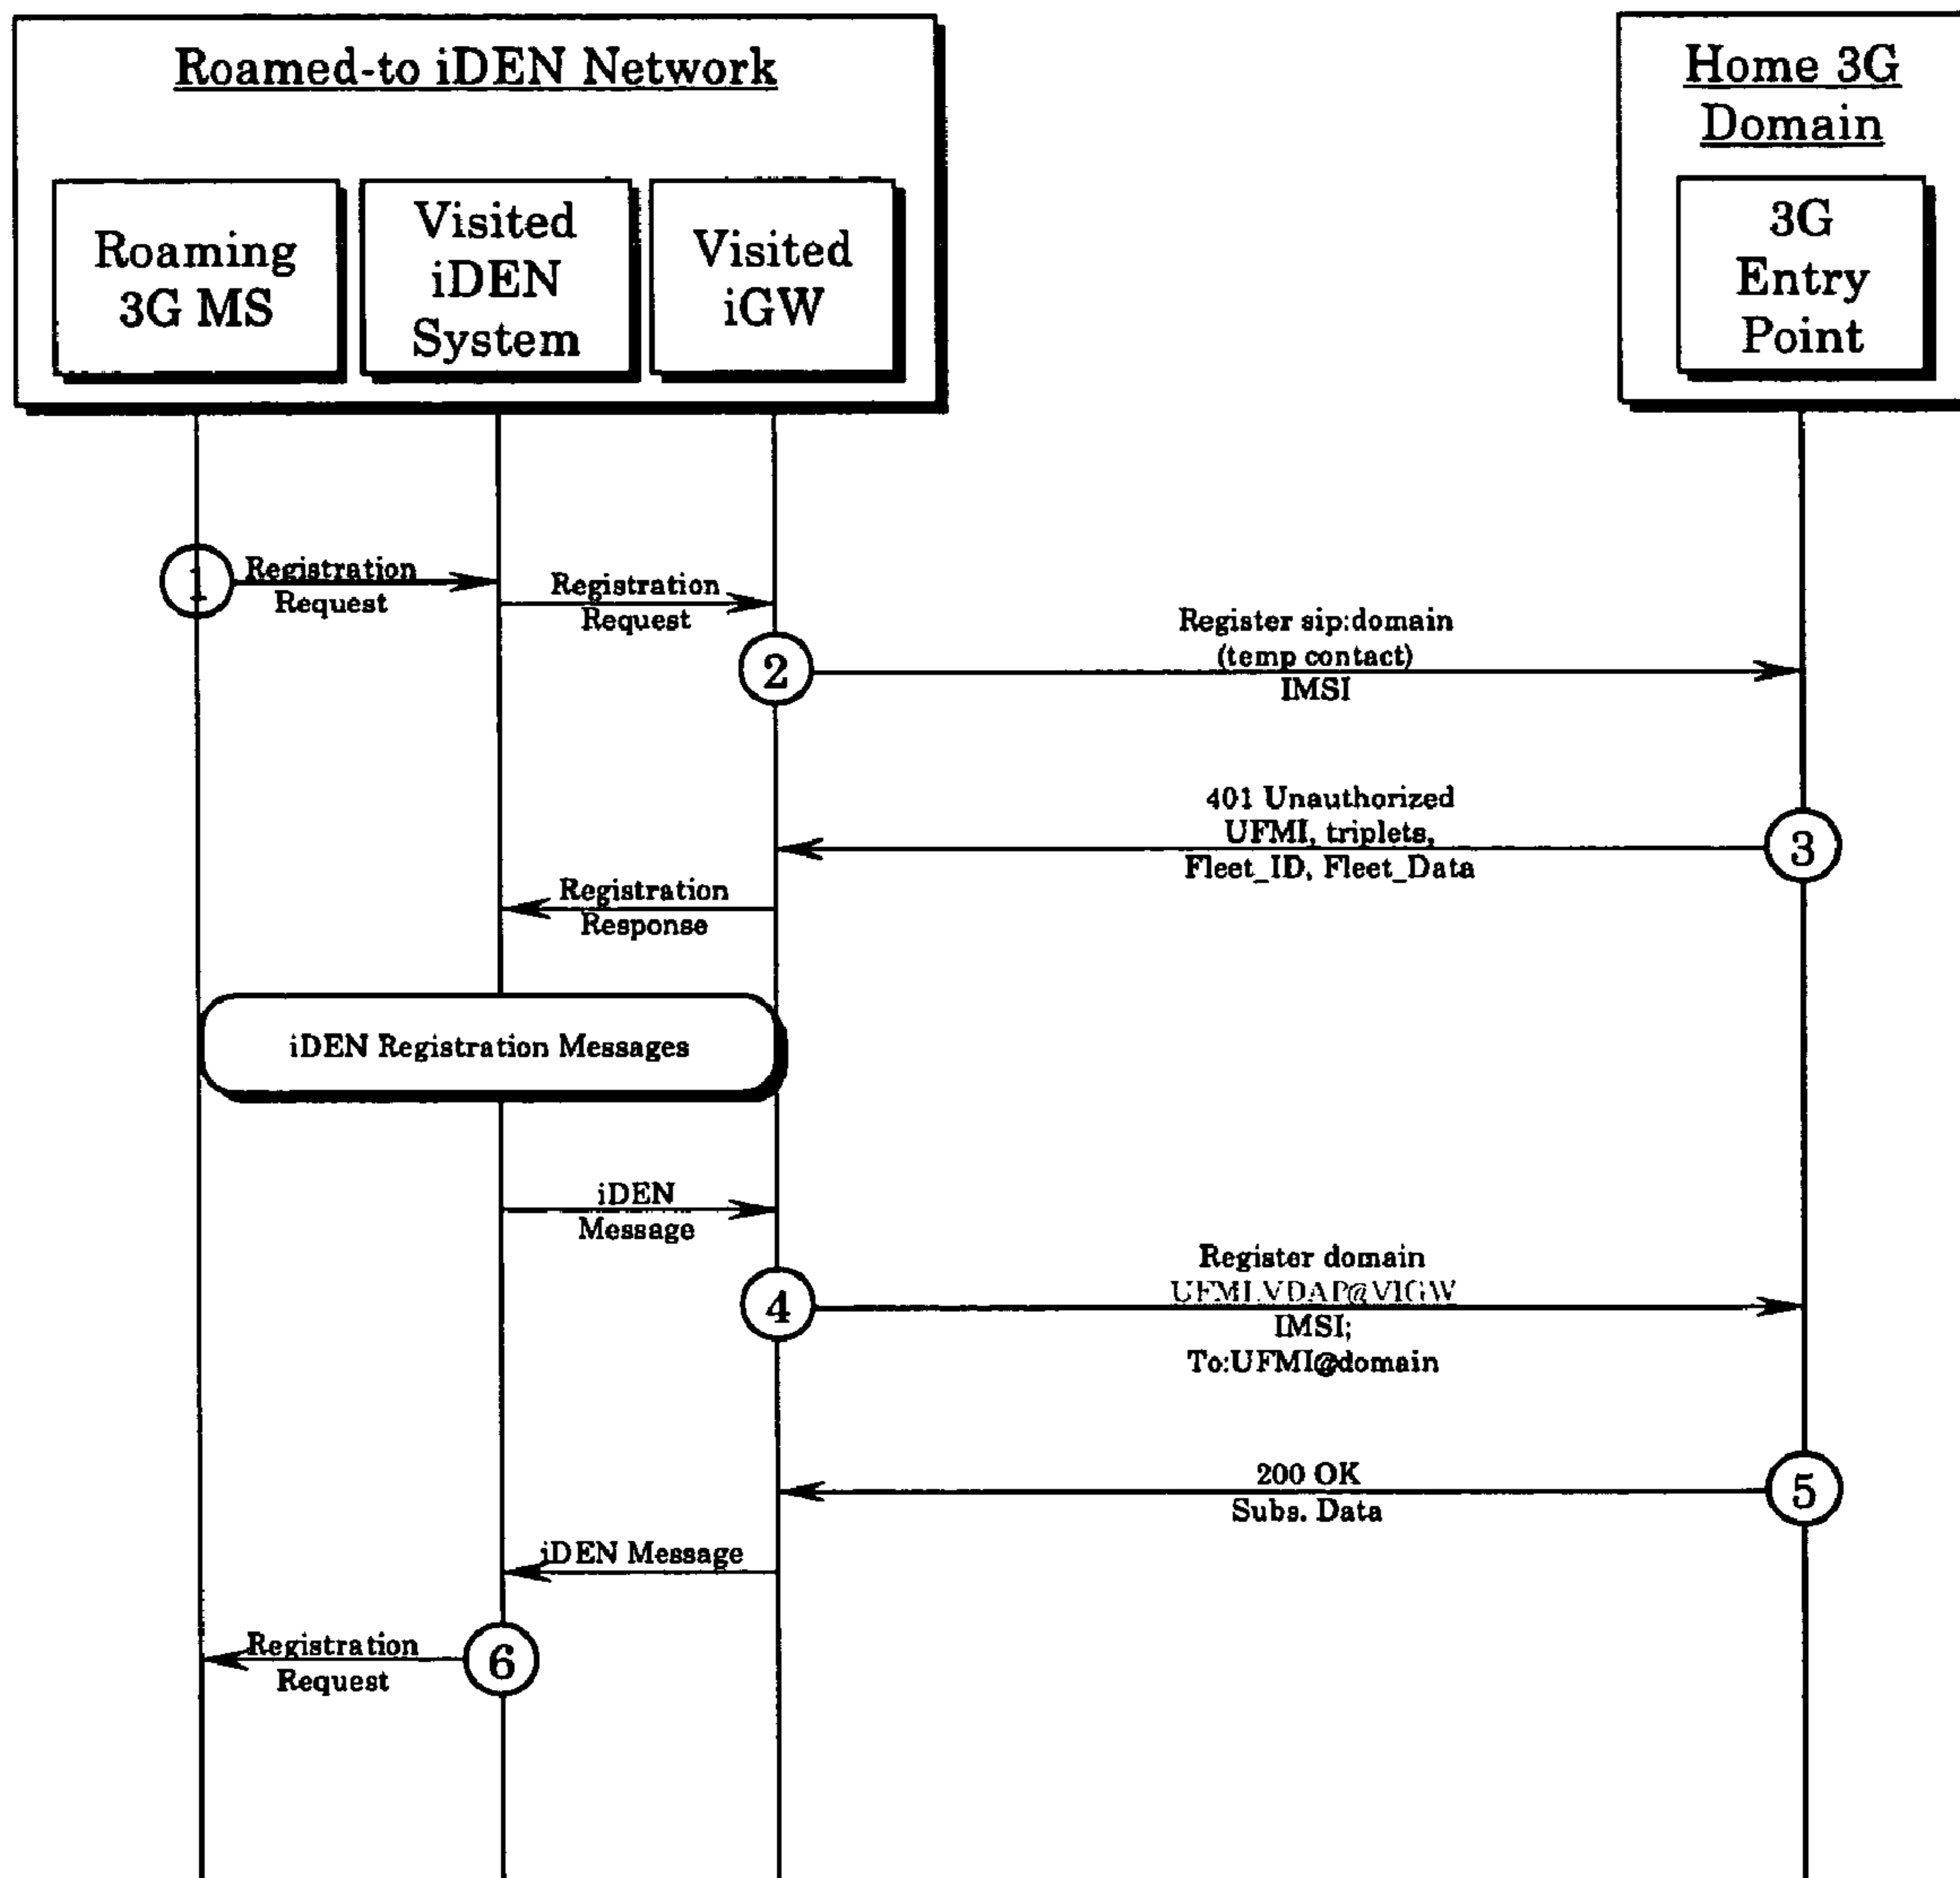 Roamed-to iDEN Network
Home 3G
Domain
Roaming
3G MS
Visited
iDEN
System
Visited
iGW
3G
Entry
Point
1
Registration
Request
Registration
Request
2
Register sip:domain
(temp contact)
IMSI
401 Unauthorized
UFMI, triplets,
Fleet_ID, Fleet_Data
3
Registration
Response
iDEN Registration Messages
iDEN
Message
4
Register domain
UFMI.VDAP@VIGW
IMSI;
To:UFMI@domain
200 OK
Subs. Data
5
iDEN Message
Registration
Request
6